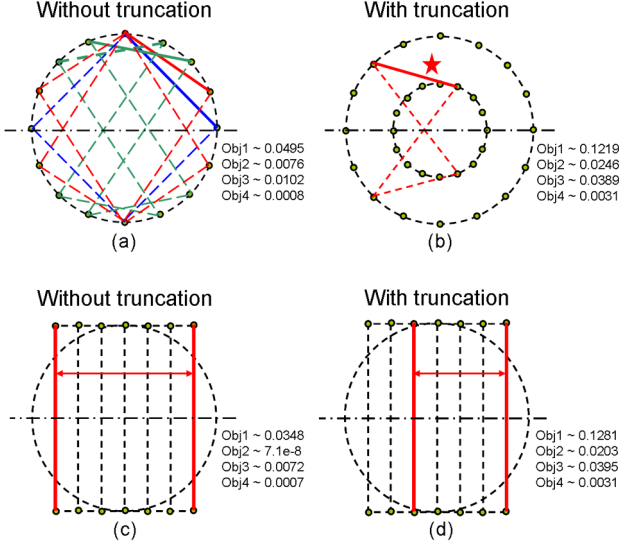 Without truncation
With truncation
Obj1 ~ 0.0495
Obj2 ~ 0.0076
Obj3 ~ 0.0102
Obj4 ~ 0.0008
Obj1 ~ 0.1219
Obj2 ~ 0.0246
Obj3 ~ 0.0389
Obj4 ~ 0.0031
(a)
(b)
Without truncation
With truncation
Obj1 ~ 0.0348
Obj2 ~ 7.1e-8
Obj3 ~ 0.0072
Obj4 ~ 0.0007
Obj1 ~ 0.1281
Obj2 ~ 0.0203
Obj3 ~ 0.0395
Obj4 ~ 0.0031
(c)
(d)